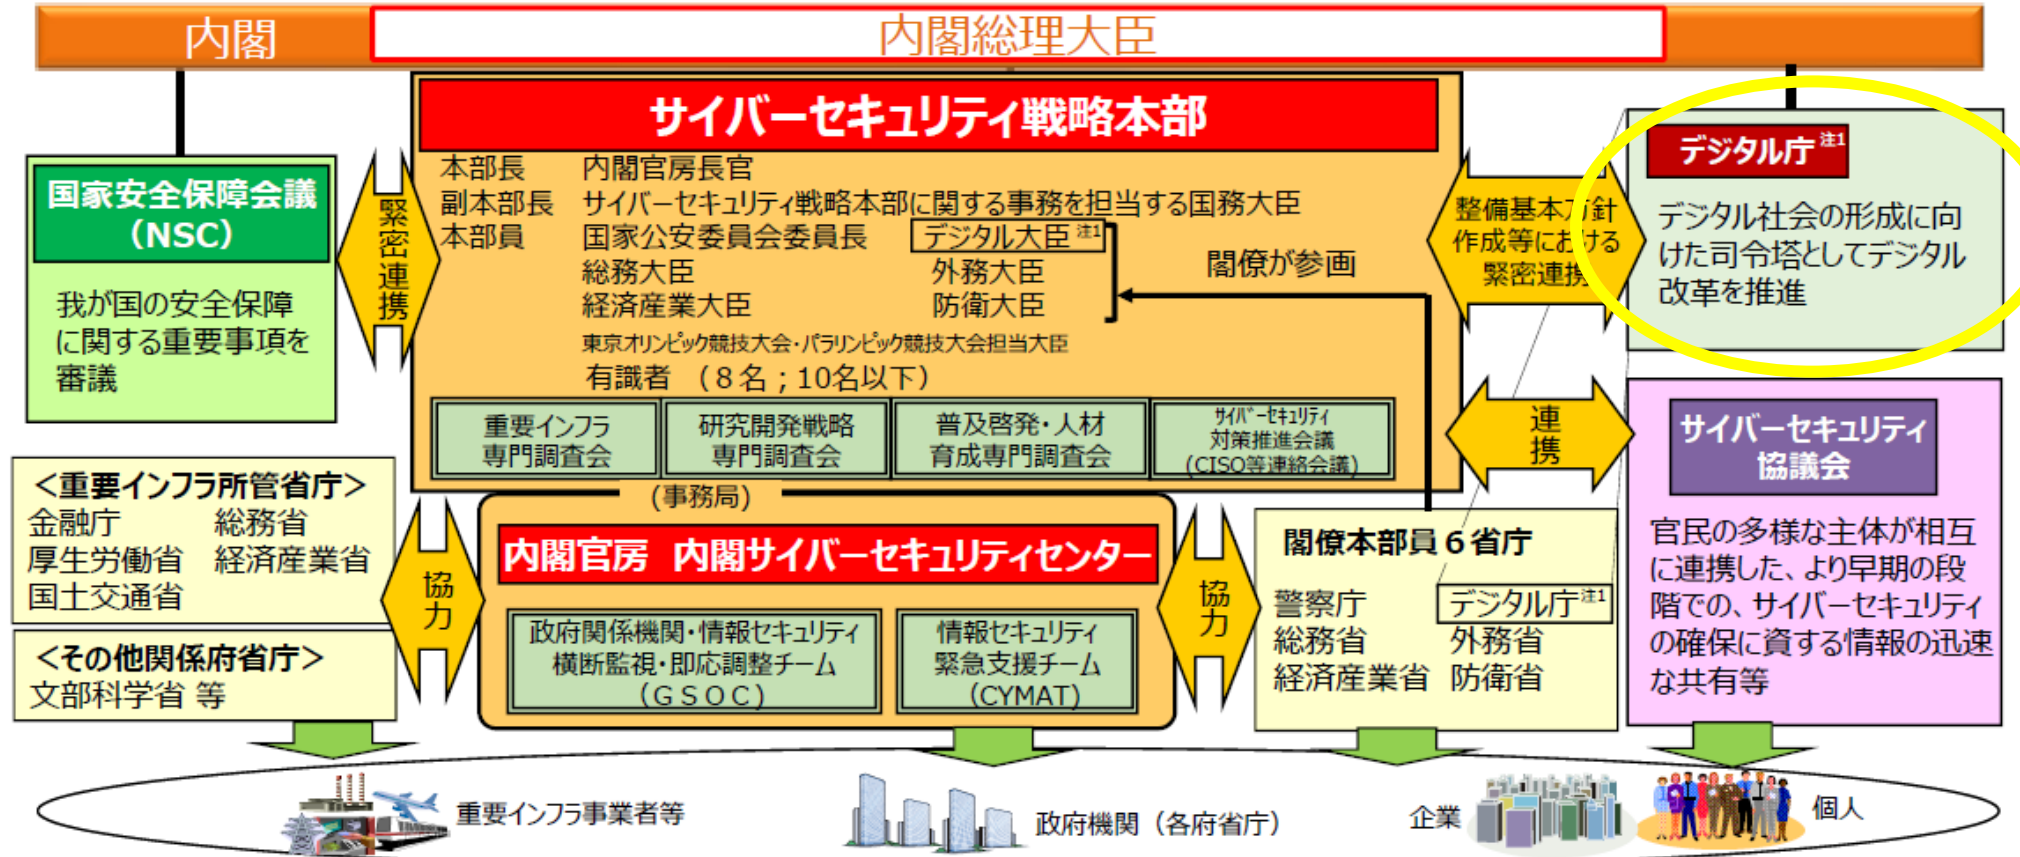 内閣
内閣総理大臣
サイバーセキュリティ戦略本部
本部長 内閣官房長官
副本部長 サイバーセキュリティ戦略本部に関する事務を担当する国務大臣
本部員 国家公安委員会委員長 デジタル大臣 注1
総務大臣 外務大臣
経済産業大臣 防衛大臣
東京オリンピック競技大会・パラリンピック競技大会担当大臣
有識者 （８名；10名以下）
閣僚が参画
重要インフラ
専門調査会
研究開発戦略
専門調査会
普及啓発・人材
育成専門調査会
サイバーセキュリティ
対策推進会議
(CISO等連絡会議)
国家安全保障会議
（NSC）
我が国の安全保障
に関する重要事項を
審議
緊密連携
整備基本方針
作成等における
緊密連携
デジタル庁 注1
デジタル社会の形成に向
けた司令塔としてデジタル
改革を推進
連携
サイバーセキュリティ
協議会
官民の多様な主体が相互
に連携した、より早期の段
階での、サイバーセキュリティ
の確保に資する情報の迅速
な共有等
＜重要インフラ所管省庁＞
金融庁 総務省
厚生労働省 経済産業省
国土交通省
＜その他関係府省庁＞
文部科学省 等
協力
（事務局）
内閣官房 内閣サイバーセキュリティセンター
政府関係機関・情報セキュリティ
横断監視・即応調整チーム
（ＧＳＯＣ）
情報セキュリティ
緊急支援チーム
（CYMAT）
協力
閣僚本部員６省庁
警察庁 デジタル庁 注1
総務省 外務省
経済産業省 防衛省
重要インフラ事業者等
政府機関（各府省庁）
企業
個人